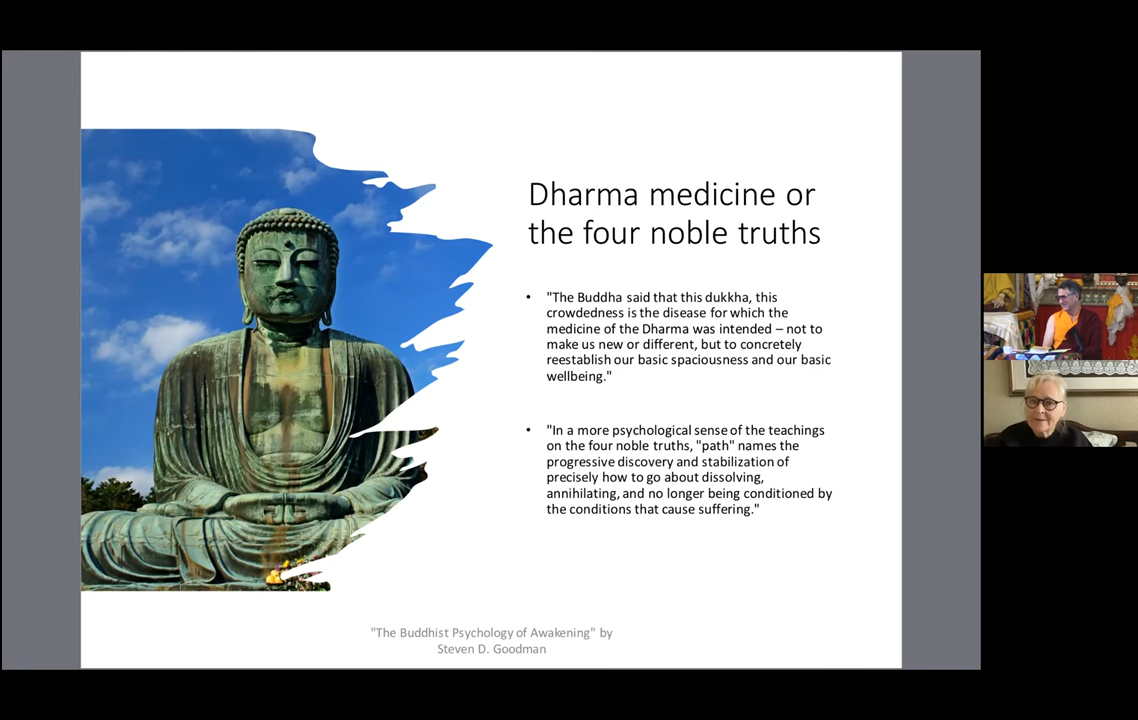 Dharma medicine or
the four noble truths
• "The Buddha said that this dukkha, this
crowdedness is the disease for which the
medicine of the Dharma was intended – not to
make us new or different, but to concretely
reestablish our basic spaciousness and our basic
wellbeing."
• "In a more psychological sense of the teachings
on the four noble truths, "path" names the
progressive discovery and stabilization of
precisely how to go about dissolving,
annihilating, and no longer being conditioned by
the conditions that cause suffering."
"The Buddhist Psychology of Awakening" by
Steven D. Goodman